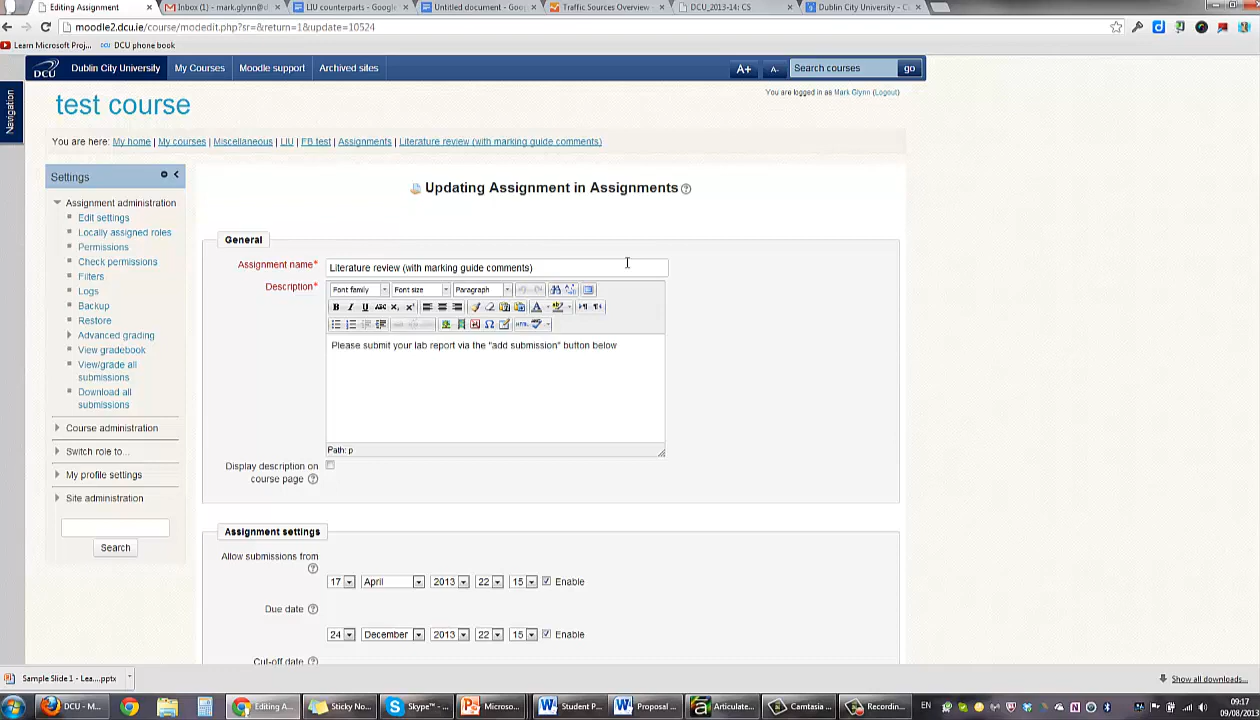 Editing Assignment
Inbox (1) - mark.glynn@d
LIU counterparts - Google
Untitled document - Goo
Traffic Sources Overview -
DCU_2013-14: CS
Dublin City University - C
moodle2.dcu.ie/course/modedit.php?sr=&return=1&update=10524
Learn Microsoft Proj...
DCU phone book
DCU
Dublin City University
My Courses
Moodle support
Archived sites
A+
A-
Search courses
go
Navigation
test course
You are logged in as Mark Glynn (Logout)
You are here: My home | My courses | Miscellaneous | LIU | FB test | Assignments | Literature review (with marking guide comments)
Settings
Assignment administration
Edit settings
Locally assigned roles
Permissions
Check permissions
Filters
Logs
Backup
Restore
Advanced grading
View gradebook
View/grade all
submissions
Download all
submissions
Course administration
Switch role to...
My profile settings
Site administration
Search
Updating Assignment in Assignments
General
Assignment name*
Literature review (with marking guide comments)
Description*
Font family
Font size
Paragraph
B I U ABC
HTML
Please submit your lab report via the "add submission" button below
Path: p
Display description on
course page
Assignment settings
Allow submissions from
17 April 2013 22 15 Enable
Due date
24 December 2013 22 15 Enable
Cut-off date
Sample Slide 1 - Lea....pptx
Show all downloads...
DCU - M...
Editing A...
Sticky No...
Skype™ - ...
Microso...
Student P...
Proposal ...
Articulate...
Camtasia ...
Recordin...
EN
09:17
09/08/2013